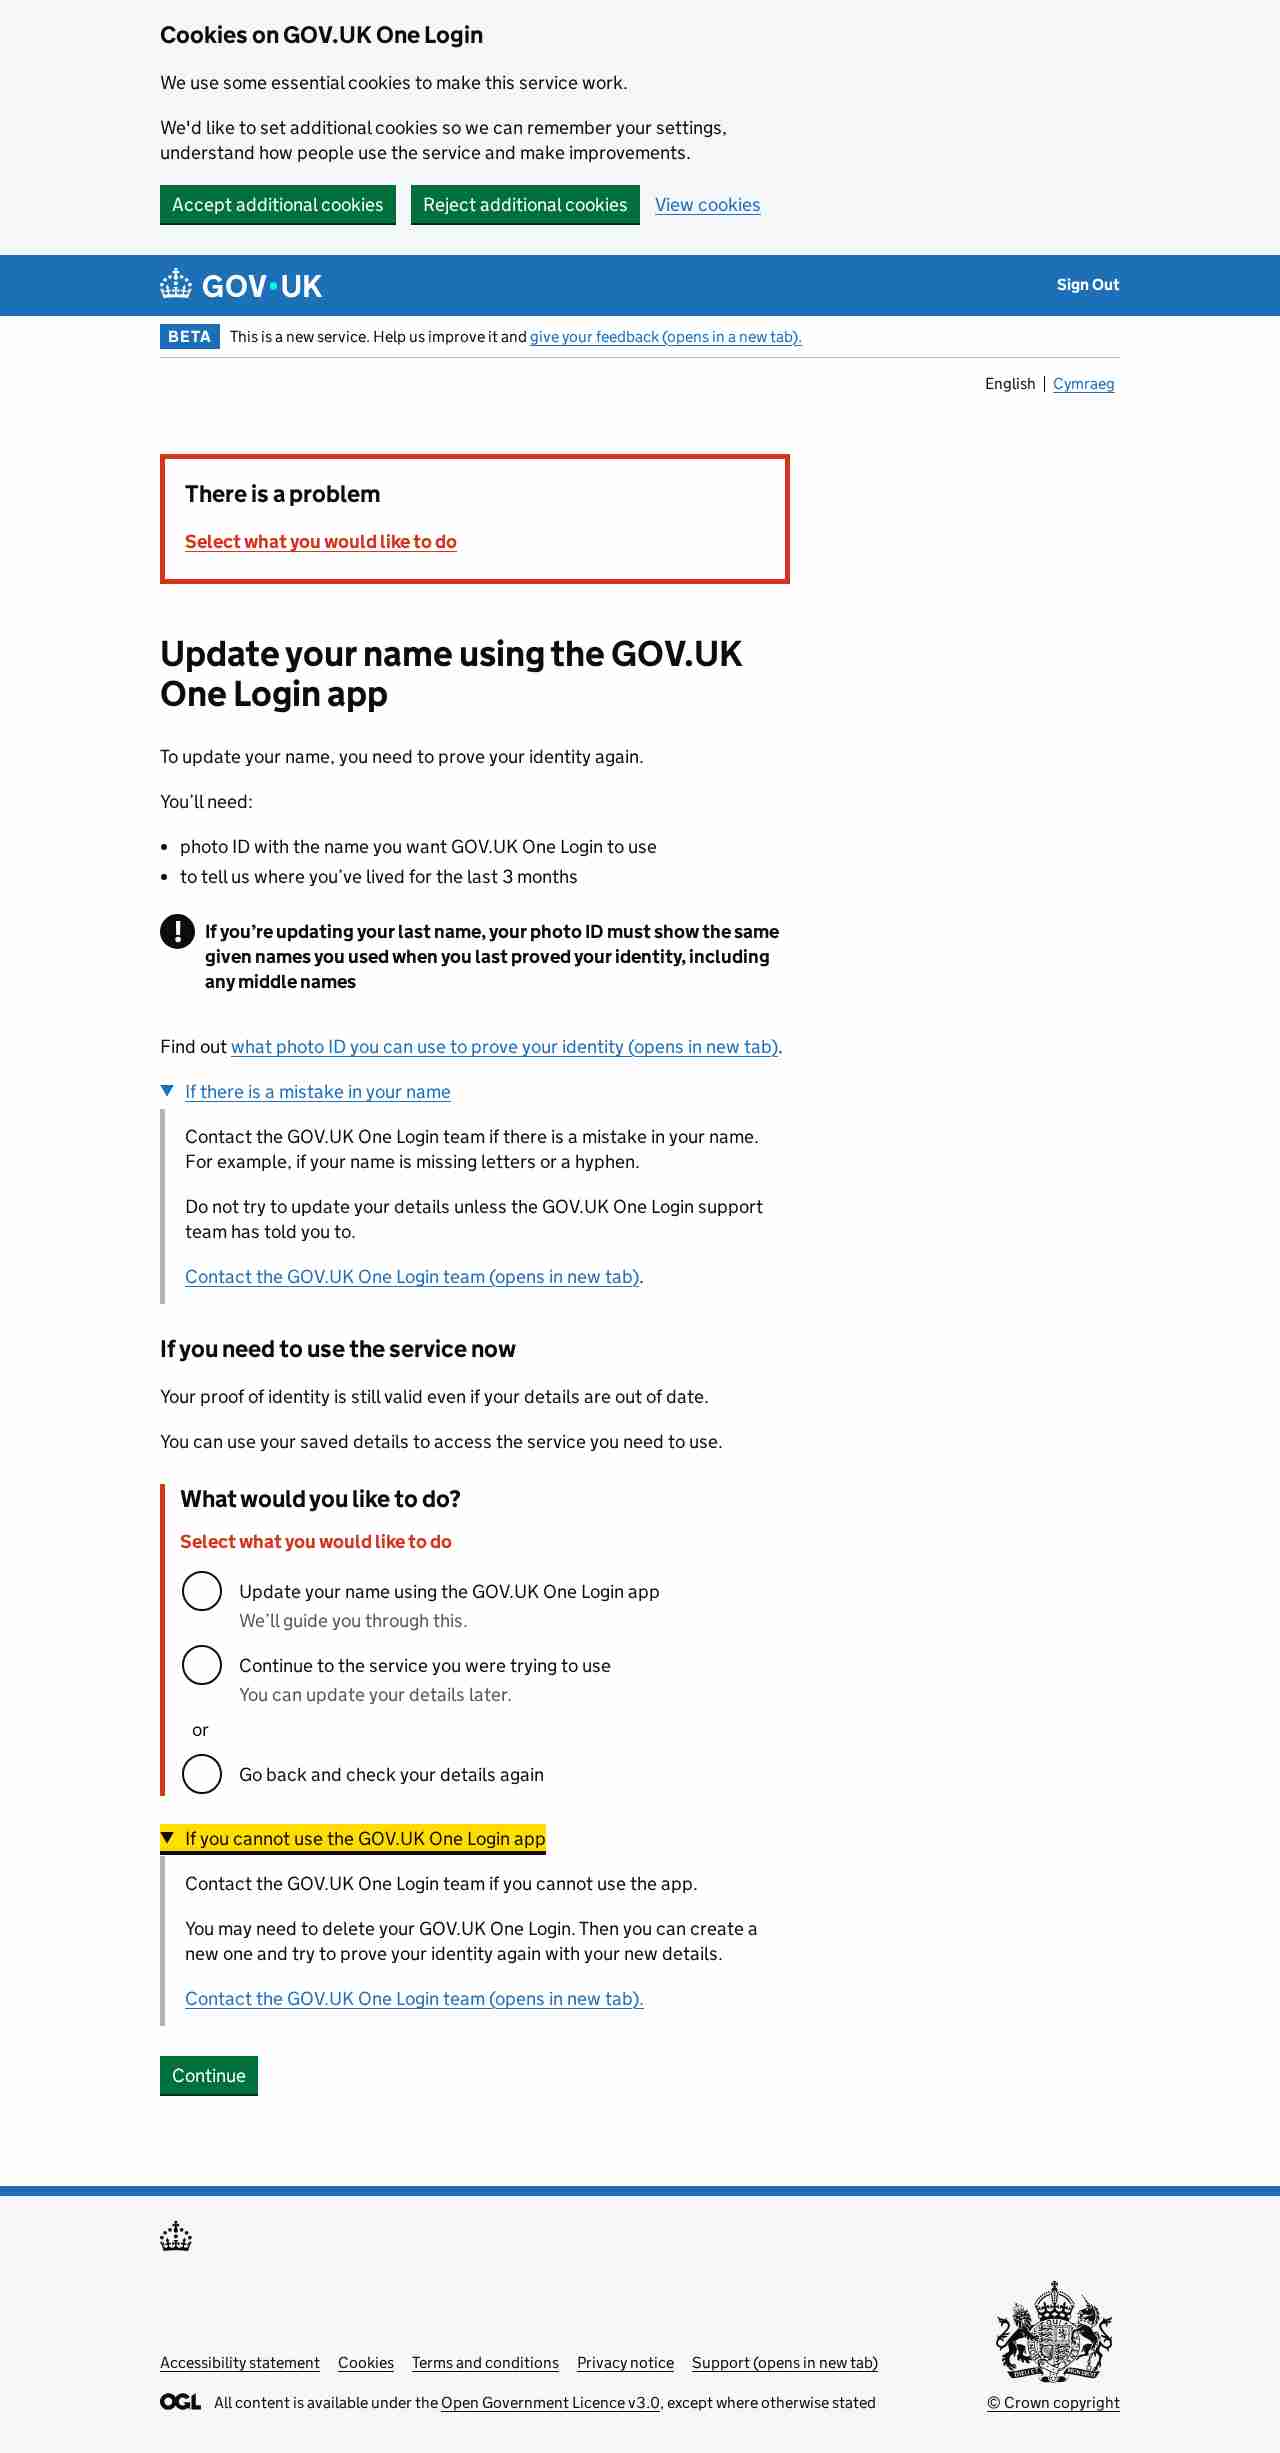 Cookies on GOV.UK One Login
We use some essential cookies to make this service work.
We'd like to set additional cookies so we can remember your settings,
understand how people use the service and make improvements.
Accept additional cookies
Reject additional cookies
View cookies
GOV·UK
Sign Out
BETA
This is a new service. Help us improve it and give your feedback (opens in a new tab).
English
Cymraeg
There is a problem
Select what you would like to do
Update your name using the GOV.UK
One Login app
To update your name, you need to prove your identity again.
You’ll need:
• photo ID with the name you want GOV.UK One Login to use
• to tell us where you’ve lived for the last 3 months
If you’re updating your last name, your photo ID must show the same
given names you used when you last proved your identity, including
any middle names
Find out what photo ID you can use to prove your identity (opens in new tab).
If there is a mistake in your name
Contact the GOV.UK One Login team if there is a mistake in your name.
For example, if your name is missing letters or a hyphen.
Do not try to update your details unless the GOV.UK One Login support
team has told you to.
Contact the GOV.UK One Login team (opens in new tab).
If you need to use the service now
Your proof of identity is still valid even if your details are out of date.
You can use your saved details to access the service you need to use.
What would you like to do?
Select what you would like to do
Update your name using the GOV.UK One Login app
We’ll guide you through this.
Continue to the service you were trying to use
You can update your details later.
or
Go back and check your details again
If you cannot use the GOV.UK One Login app
Contact the GOV.UK One Login team if you cannot use the app.
You may need to delete your GOV.UK One Login. Then you can create a
new one and try to prove your identity again with your new details.
Contact the GOV.UK One Login team (opens in new tab).
Continue
Accessibility statement
Cookies
Terms and conditions
Privacy notice
Support (opens in new tab)
OGL
All content is available under the Open Government Licence v3.0, except where otherwise stated
© Crown copyright